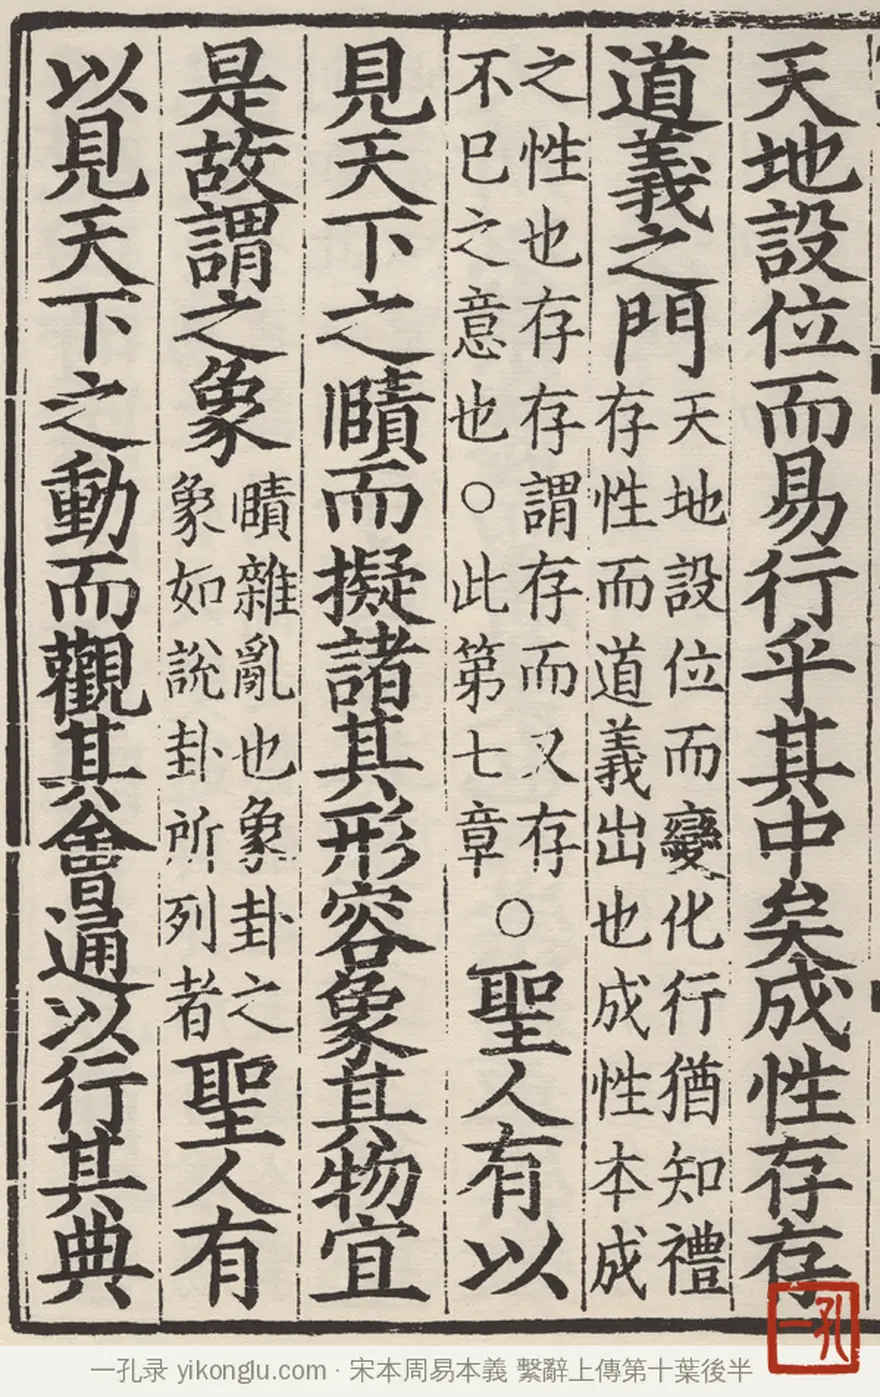 天地設位而易行乎其中矣成性存存
道義之門
天地設位而變化行猶知禮
存性而道義出也成性本成
之性也存存謂存而又存
不巳之意也○此第七章
○聖人有以
見天下之賾而擬諸其形容象其物宜
是故謂之象
賾雜亂也象卦之
象如說卦所列者
聖人有
以見天下之動而觀其會通以行其典
一孔
一孔录 yikonglu.com · 宋本周易本義 繫辭上傳第十葉後半